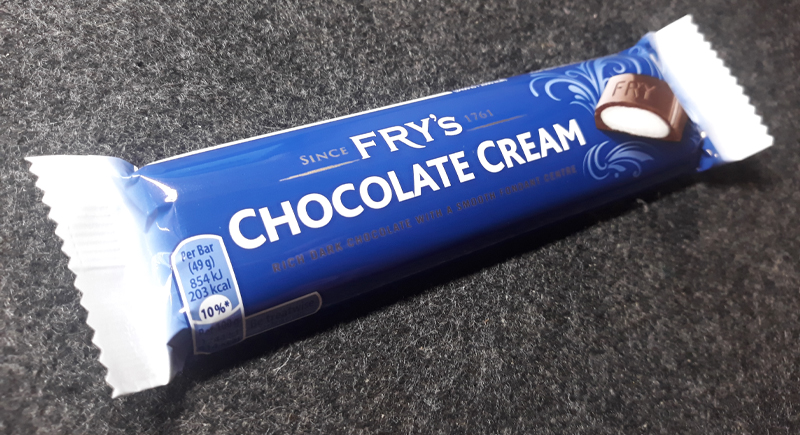 SINCE FRY's 1761
CHOCOLATE CREAM
RICH DARK CHOCOLATE WITH A SMOOTH FONDANT CENTRE
FRY
Per Bar
(49 g)
854 kJ
203 kcal
10%*